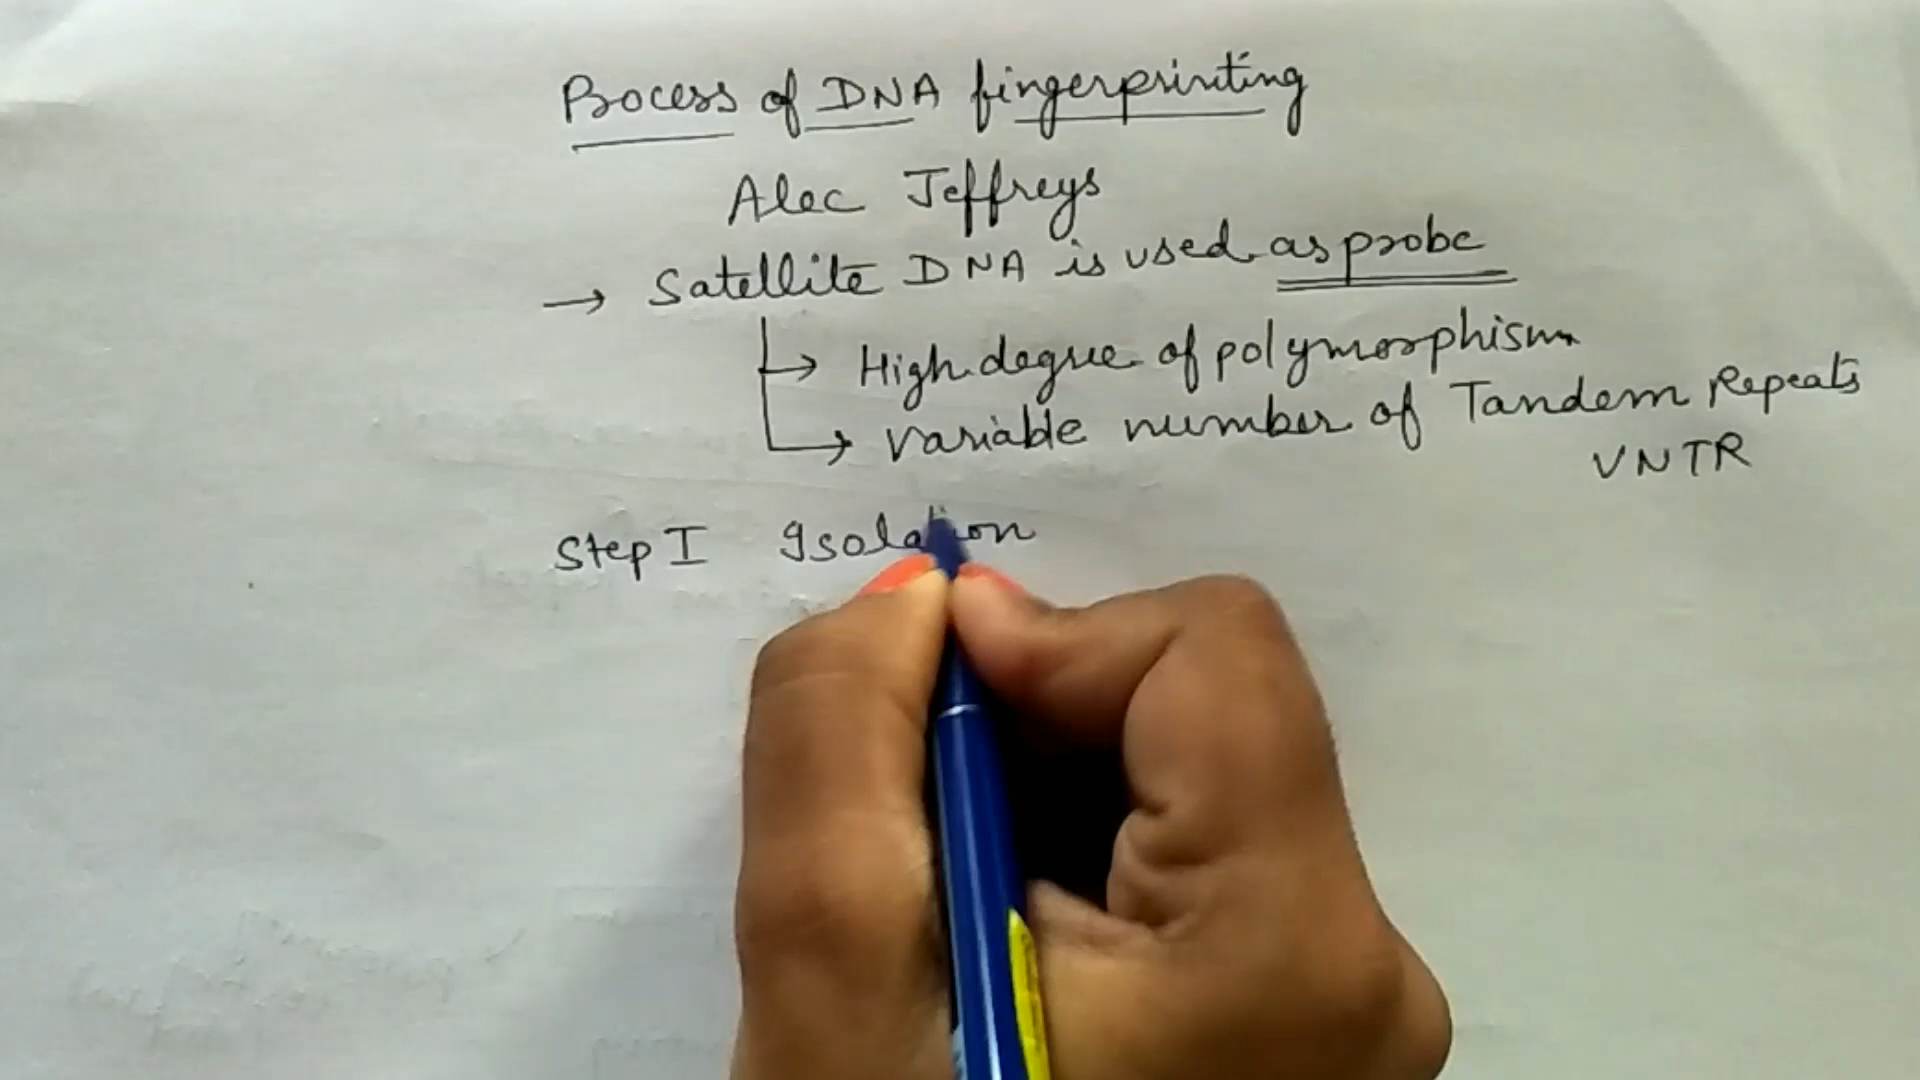 Process of DNA fingerprinting
Alec Jeffreys
→ Satellite DNA is used as probe
→ High degree of polymorphism
→ Variable number of Tandem Repeats
VNTR
Step I Isolation